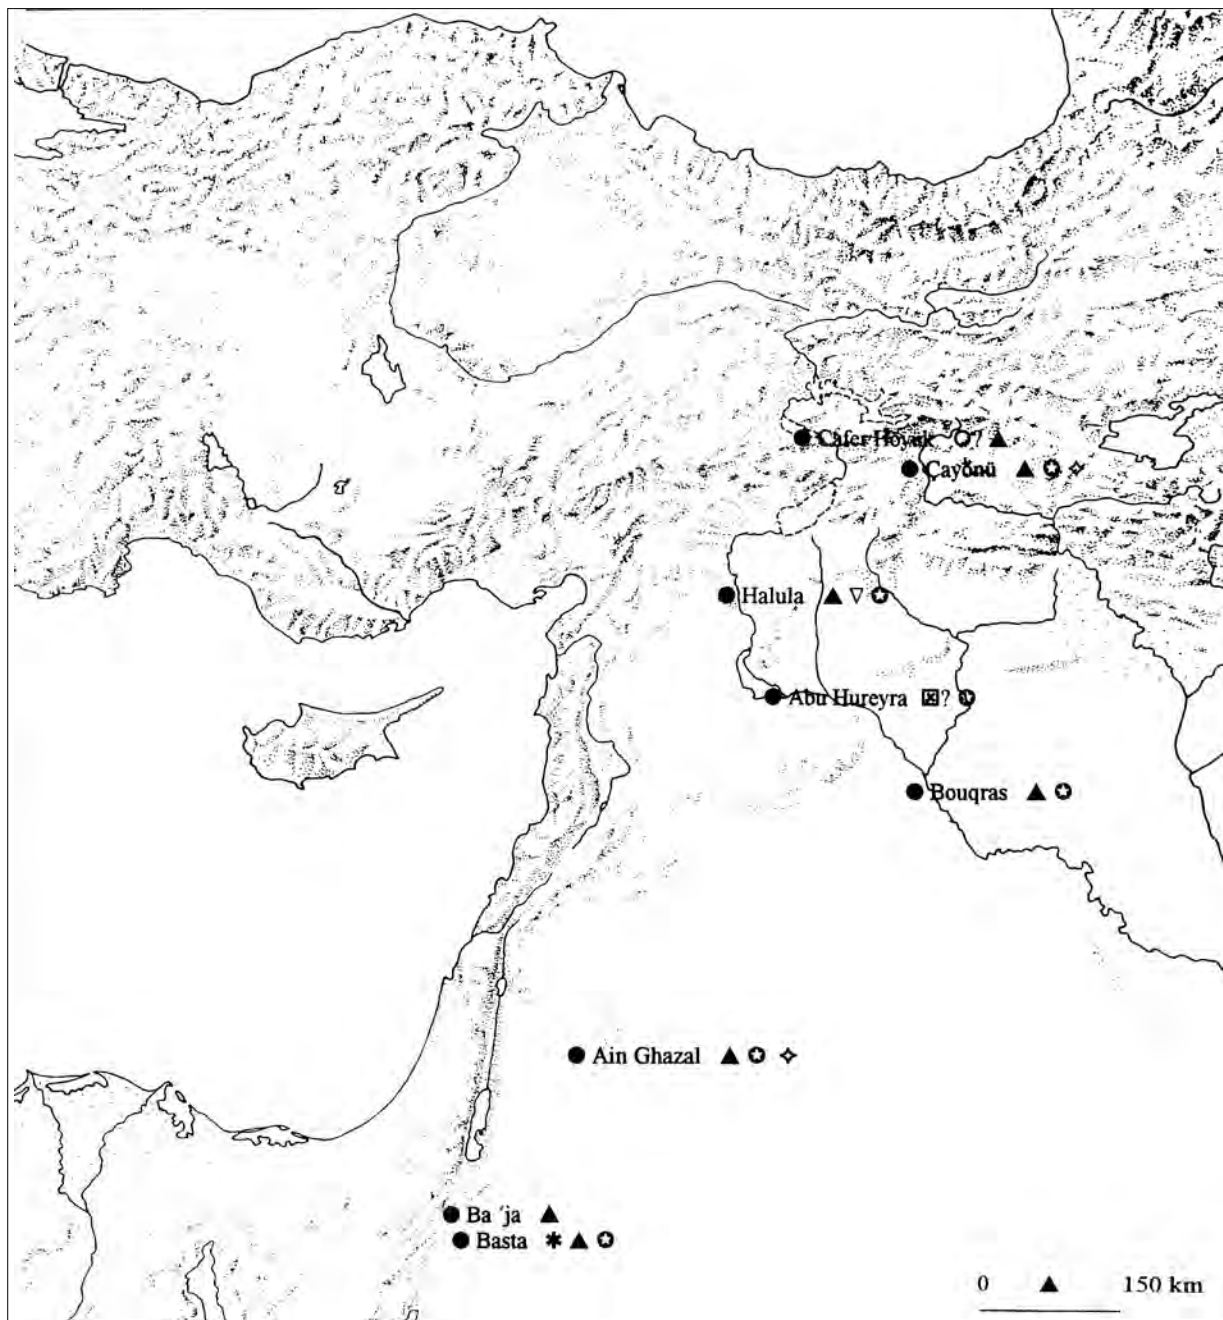 Cafer Höyük ?
Çayönü
Halula
Abu Hureyra ?
Bouqras
Ain Ghazal
Ba 'ja
Basta
0 150 km